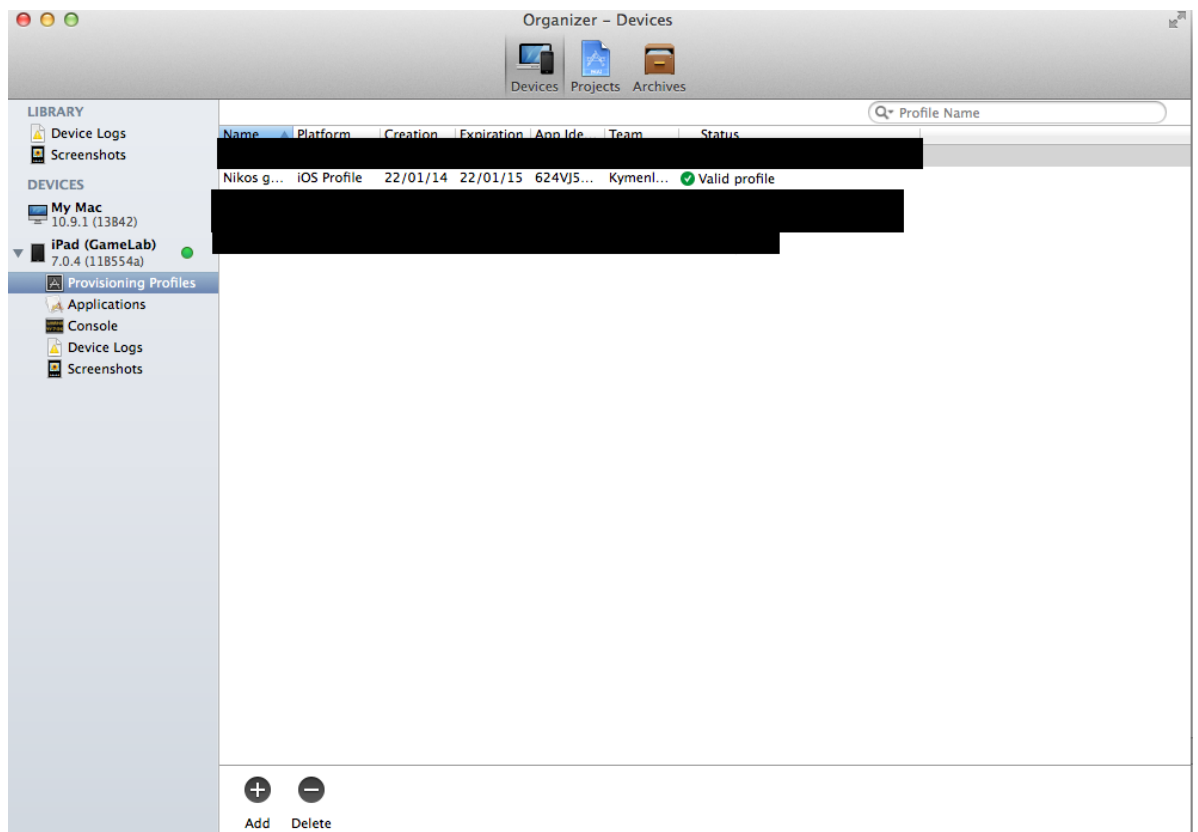 Organizer – Devices
Devices Projects Archives
LIBRARY
Device Logs
Screenshots
DEVICES
My Mac
10.9.1 (13B42)
iPad (GameLab)
7.0.4 (11B554a)
Provisioning Profiles
Applications
Console
Device Logs
Screenshots
Profile Name
Name Platform Creation Expiration App Ide... Team Status
Nikos g... iOS Profile 22/01/14 22/01/15 624VJ5... Kymenl... Valid profile
Add Delete